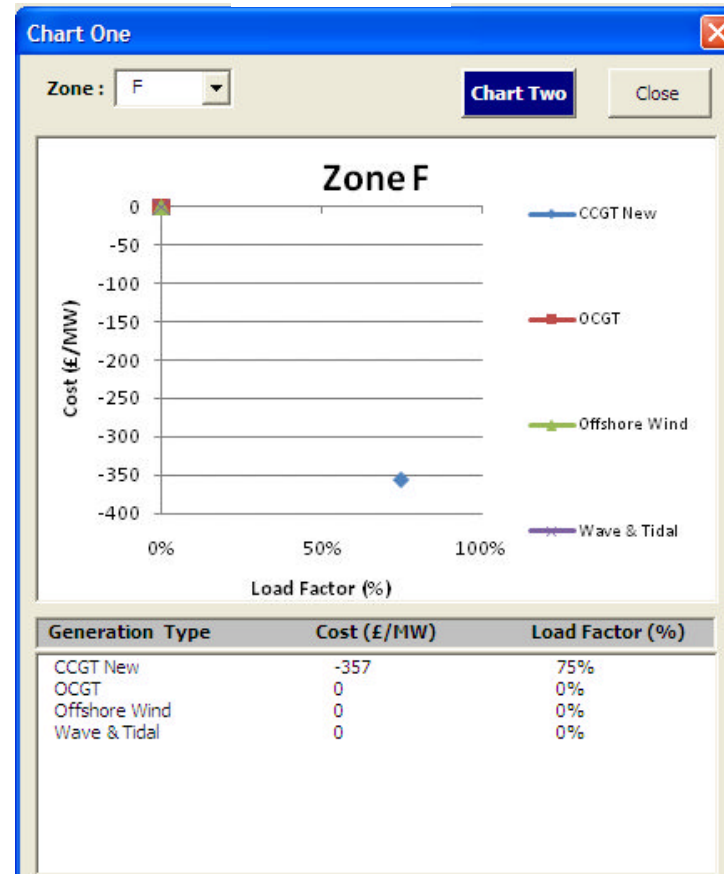 Chart One
Zone : F
Chart Two
Close
Zone F
0
-50
-100
-150
-200
-250
-300
-350
-400
Cost (£/MW)
0% 50% 100%
Load Factor (%)
CCGT New
OCGT
Offshore Wind
Wave & Tidal
Generation Type Cost (£/MW) Load Factor (%)
CCGT New -357 75%
OCGT 0 0%
Offshore Wind 0 0%
Wave & Tidal 0 0%